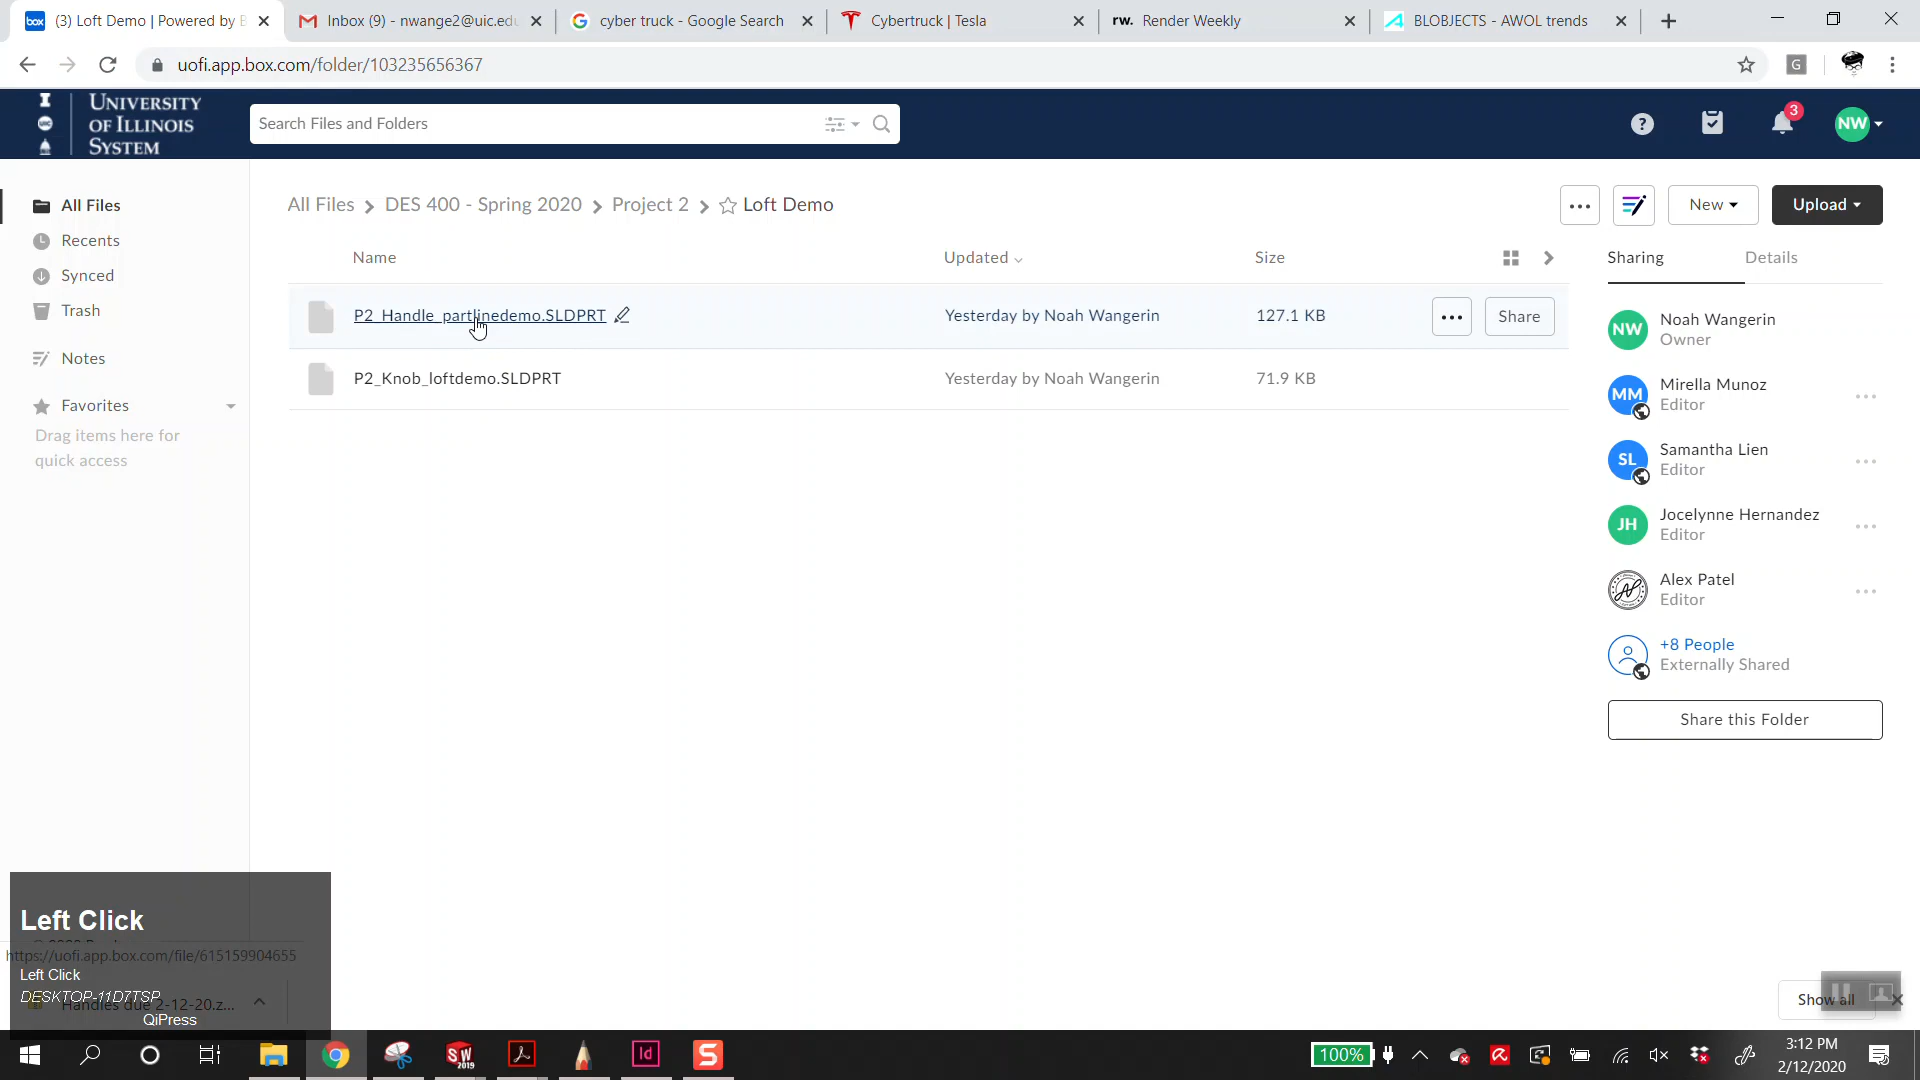 (3) Loft Demo | Powered by B
Inbox (9) - nwange2@uic.edu
cyber truck - Google Search
Cybertruck | Tesla
rw. Render Weekly
BLOBJECTS - AWOL trends
uofi.app.box.com/folder/103235656367
G
UNIVERSITY
OF ILLINOIS
SYSTEM
Search Files and Folders
3
NW
All Files
Recents
Synced
Trash
Notes
Favorites
Drag items here for
quick access
All Files > DES 400 - Spring 2020 > Project 2 > Loft Demo
New
Upload
Name
Updated
Size
P2_Handle_partlinedemo.SLDPRT
Yesterday by Noah Wangerin
127.1 KB
Share
P2_Knob_loftdemo.SLDPRT
Yesterday by Noah Wangerin
71.9 KB
Sharing
Details
NW
Noah Wangerin
Owner
MM
Mirella Munoz
Editor
SL
Samantha Lien
Editor
JH
Jocelynne Hernandez
Editor
Alex Patel
Editor
+8 People
Externally Shared
Share this Folder
Left Click
https://uofi.app.box.com/file/615159904655
Left Click
DESKTOP-11D7TSP
Handles due 2-12-20.z...
QiPress
Show all
box
SW
2019
Id
S
100%
3:12 PM
2/12/2020